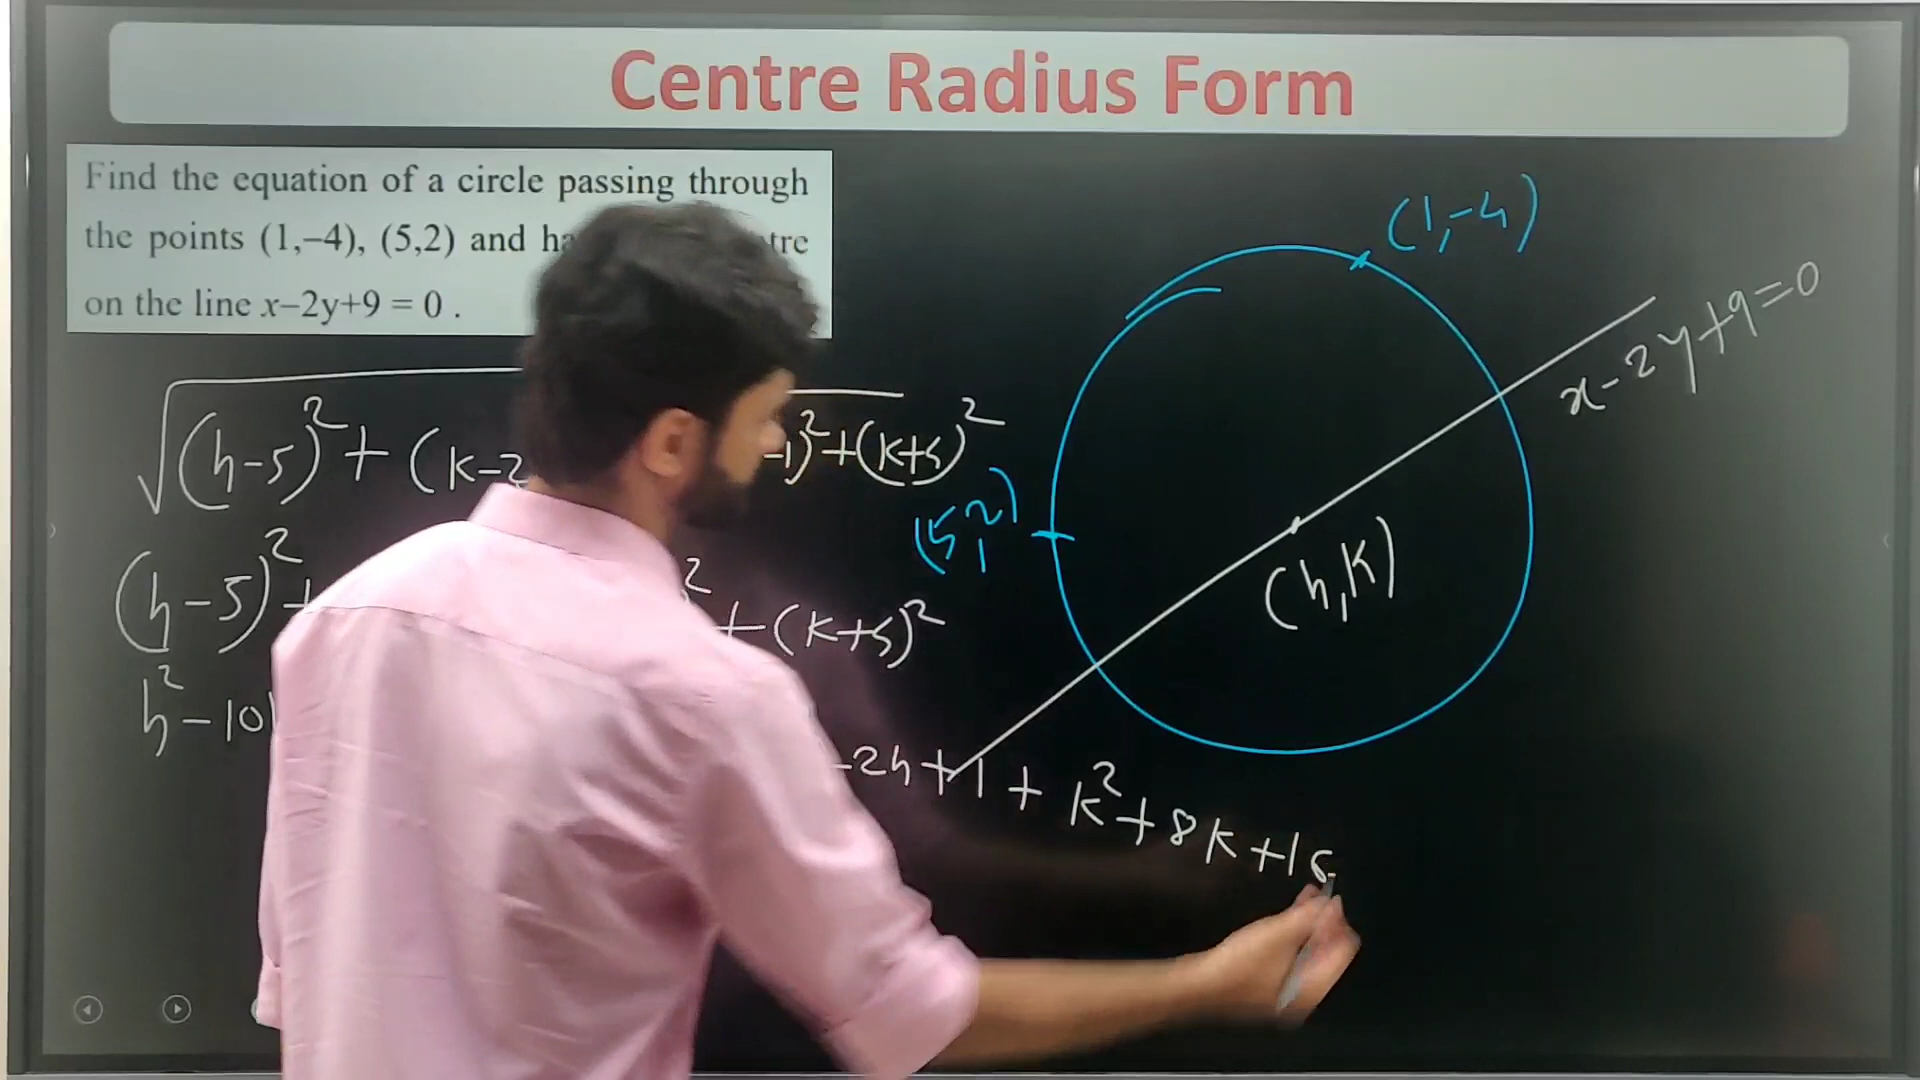 Centre Radius Form
Find the equation of a circle passing through
the points (1,–4), (5,2) and
on the line x–2y+9 = 0 .
(1,-4)
x-2y+9=0
√(h-5)²+(k-2 -1)²+(k+4)²
(5,2)
(h,k)
(h-5)²+ ² +(k+4)²
h²-10 -2h+1+k²+8k+16